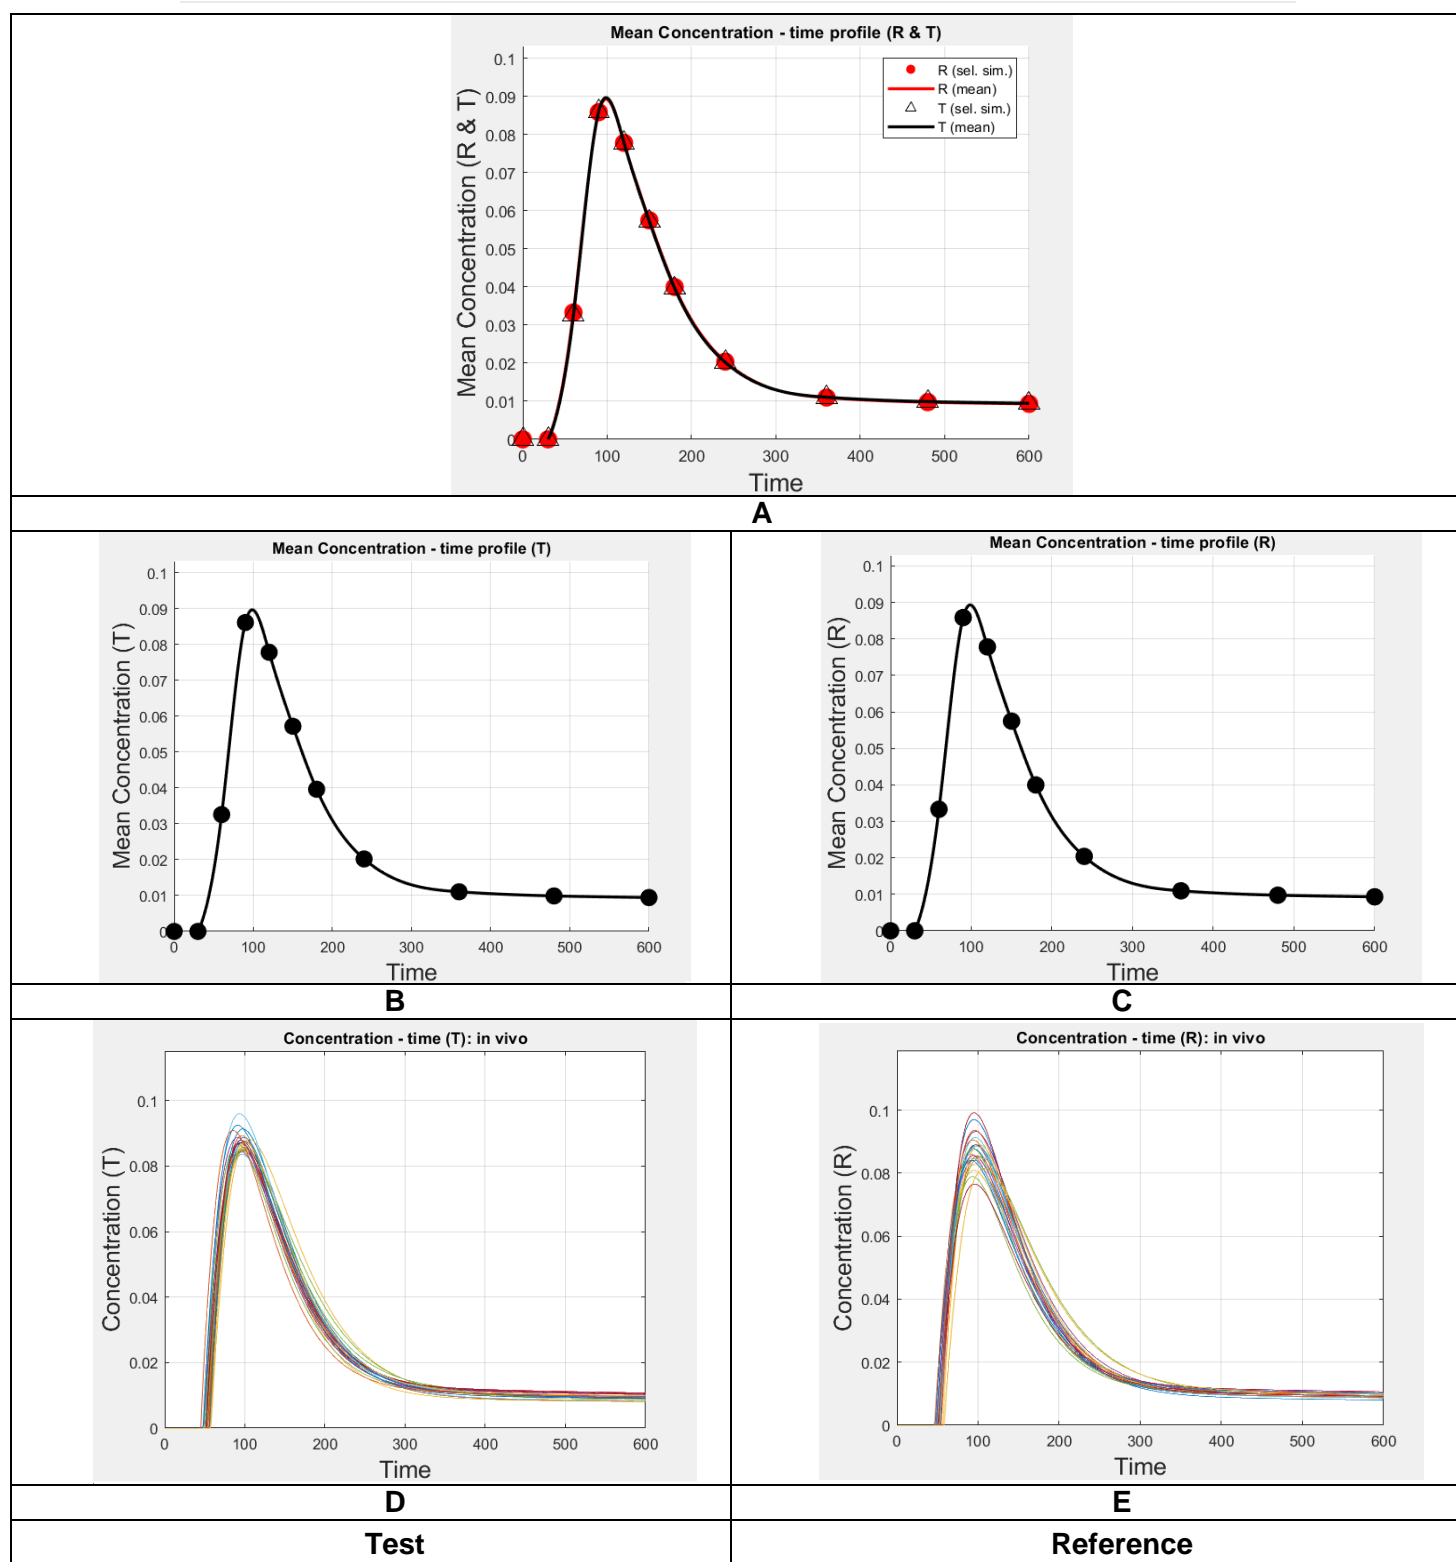 Mean Concentration - time profile (R & T)
Mean Concentration (R & T)
0.1
0.09
0.08
0.07
0.06
0.05
0.04
0.03
0.02
0.01
0
0 100 200 300 400 500 600
Time
R (sel. sim.)
R (mean)
T (sel. sim.)
T (mean)
A
Mean Concentration - time profile (T)
Mean Concentration (T)
0.1
0.09
0.08
0.07
0.06
0.05
0.04
0.03
0.02
0.01
0
0 100 200 300 400 500 600
Time
B
Mean Concentration - time profile (R)
Mean Concentration (R)
0.1
0.09
0.08
0.07
0.06
0.05
0.04
0.03
0.02
0.01
0
0 100 200 300 400 500 600
Time
C
Concentration - time (T): in vivo
Concentration (T)
0.1
0.08
0.06
0.04
0.02
0
0 100 200 300 400 500 600
Time
D
Concentration - time (R): in vivo
Concentration (R)
0.1
0.08
0.06
0.04
0.02
0
0 100 200 300 400 500 600
Time
E
Test
Reference